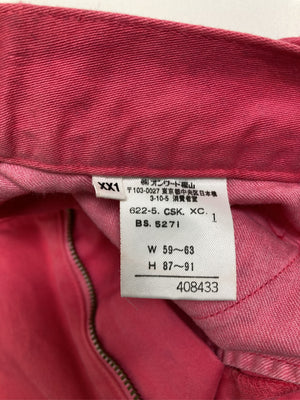 XX1
㈱オンワード樫山
〒103-0027 東京都中央区日本橋
3-10-5 消費者室
622-5. CSK. XC. 1
BS. 5271
W 59〜63
H 87〜91
408433